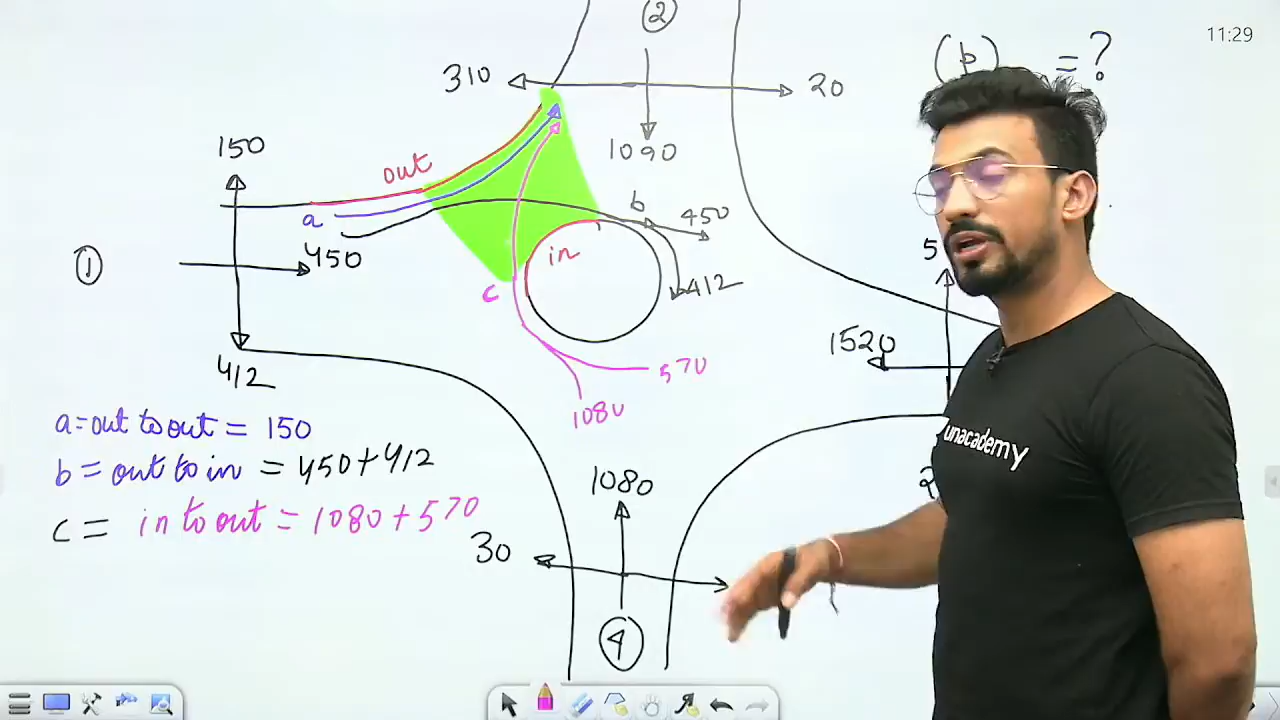 11:29
2
(b) = ?
310
20
1090
150
out
a
450
b
450
in
412
c
1
5
1520
412
570
1080
a = out to out = 150
b = out to in = 450 + 412
c = in to out = 1080 + 570
unacademy
2
1080
30
4